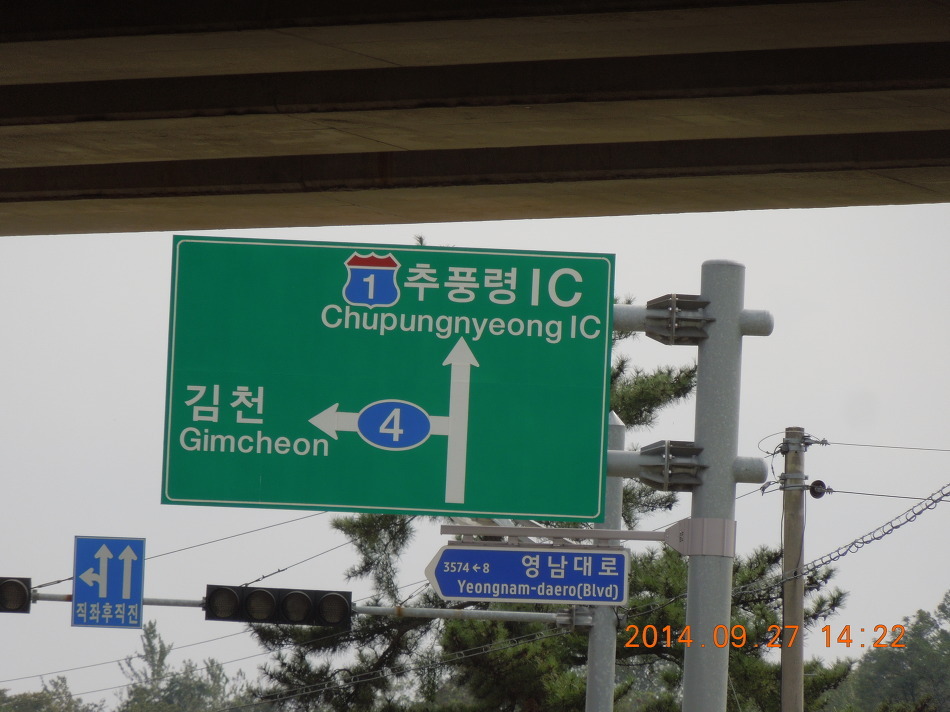 1 추풍령 IC
Chupungnyeong IC
김천
Gimcheon
4
3574←8 영남대로
Yeongnam-daero(Blvd)
직좌후직진
2014.09.27 14:22